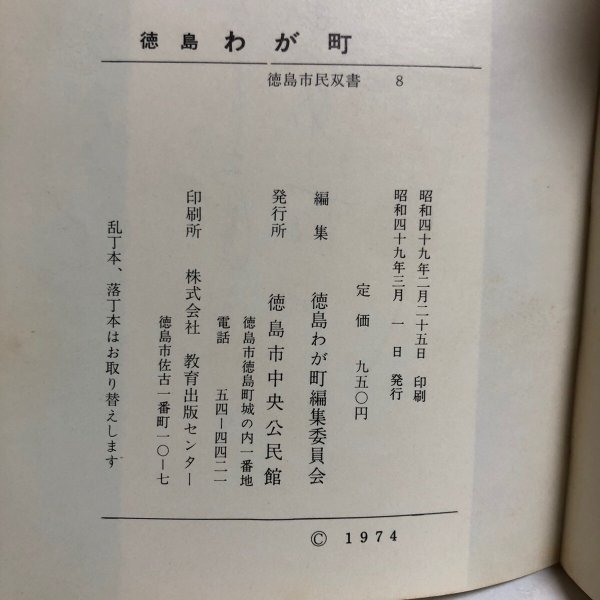 徳島わが町
徳島市民双書 8
昭和四十九年二月二十五日 印刷
昭和四十九年三月 一 日 発行
定価 九五〇円
編集 徳島わが町編集委員会
発行所 徳島市中央公民館
徳島市徳島町城の内一番地
電話 五四ー四四二一
印刷所 株式会社 教育出版センター
徳島市佐古一番町一〇ー七
乱丁本、落丁本はお取り替えします
© 1974